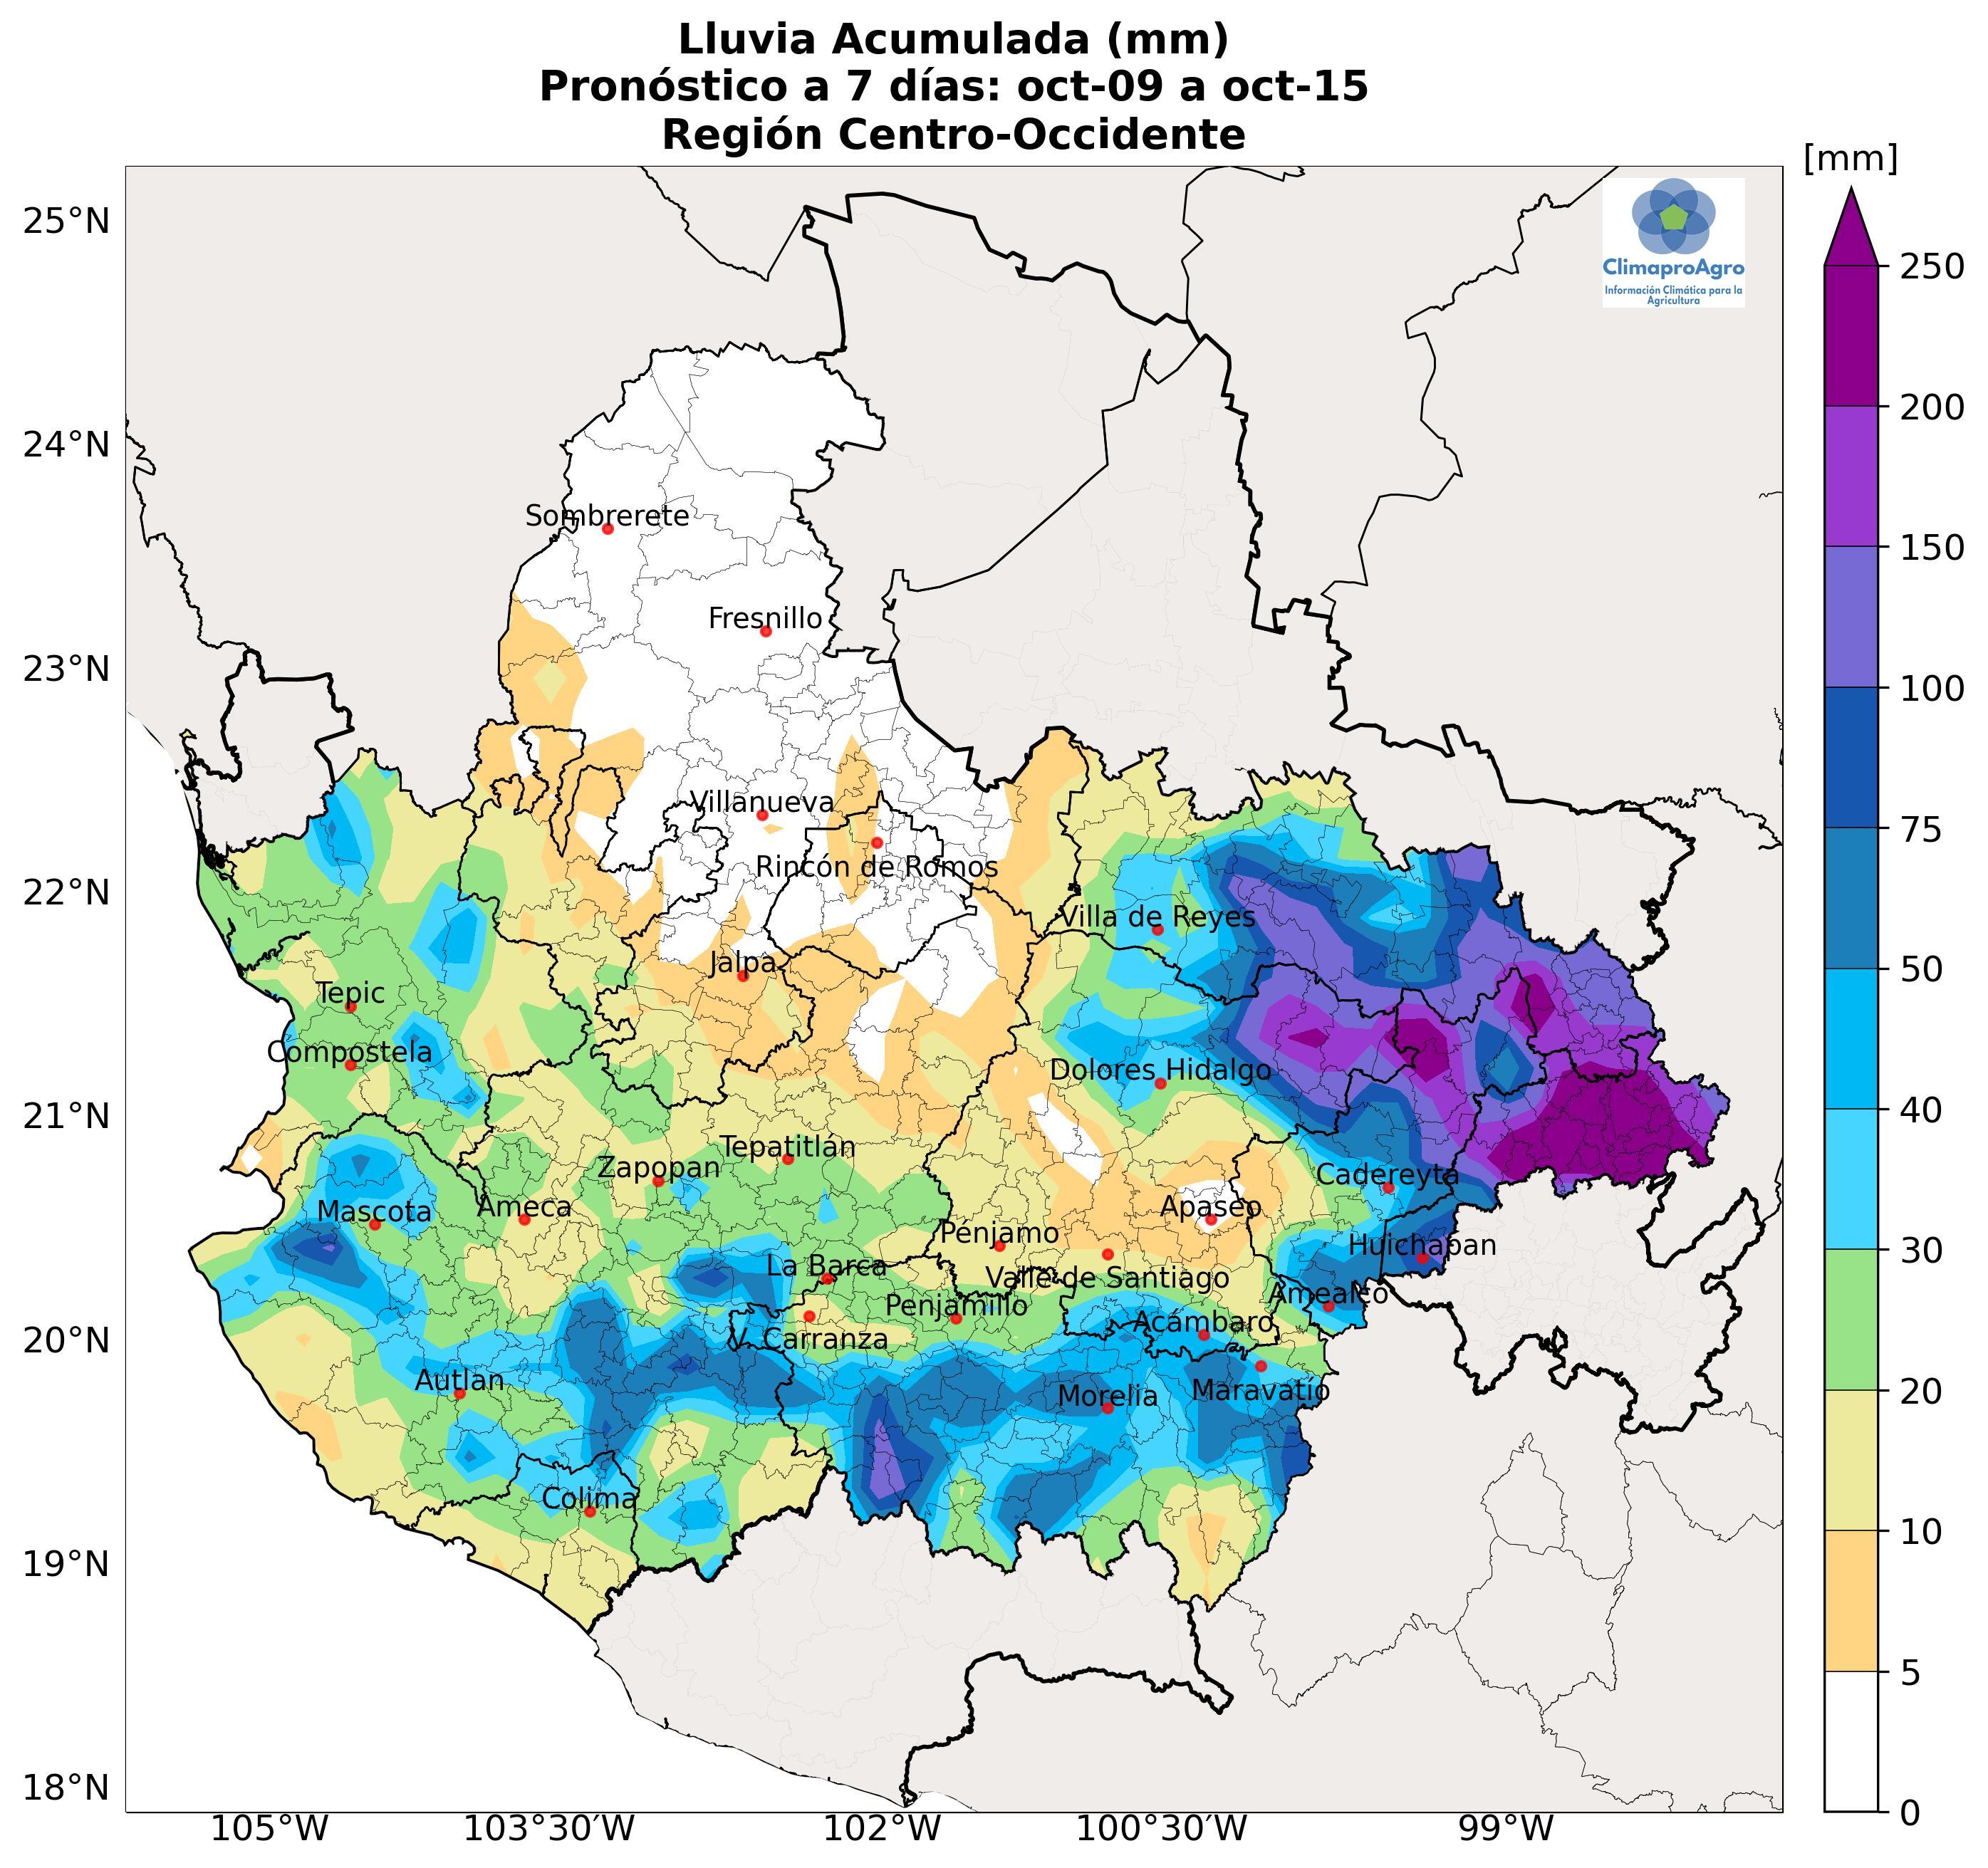 Lluvia Acumulada (mm)
Pronóstico a 7 días: oct-09 a oct-15
Región Centro-Occidente
[mm]
ClimaproAgro
Información Climática para la
Agricultura
25°N
24°N
23°N
22°N
21°N
20°N
19°N
18°N
250
200
150
100
75
50
40
30
20
10
5
0
Sombrerete
Fresnillo
Villanueva
Rincón de Romos
Villa de Reyes
Jalpa
Tepic
Compostela
Dolores Hidalgo
Tepatitlán
Zapopan
Cadereyta
Mascota
Ameca
Apaseo
Penjamo
Huichapan
La Barca
Valle de Santiago
Amealco
Penjamillo
Acámbaro
V. Carranza
Autlan
Morelia
Maravatío
Colima
105°W
103°30'W
102°W
100°30'W
99°W